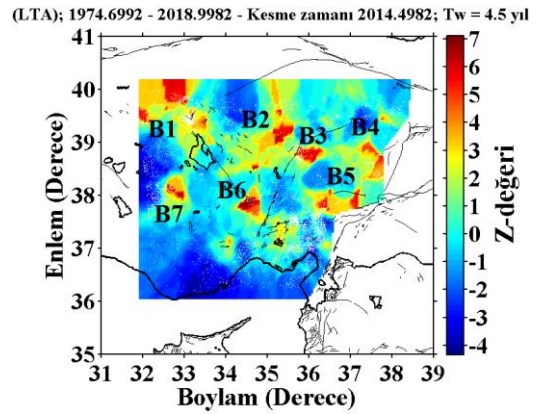 (LTA); 1974.6992 - 2018.9982 - Kesme zamanı 2014.4982; Tw = 4.5 yıl
41
40
39
38
37
36
35
Enlem (Derece)
B1
B2
B3
B4
B5
B6
B7
31 32 33 34 35 36 37 38 39
Boylam (Derece)
7
6
5
4
3
2
1
0
-1
-2
-3
-4
Z-değeri